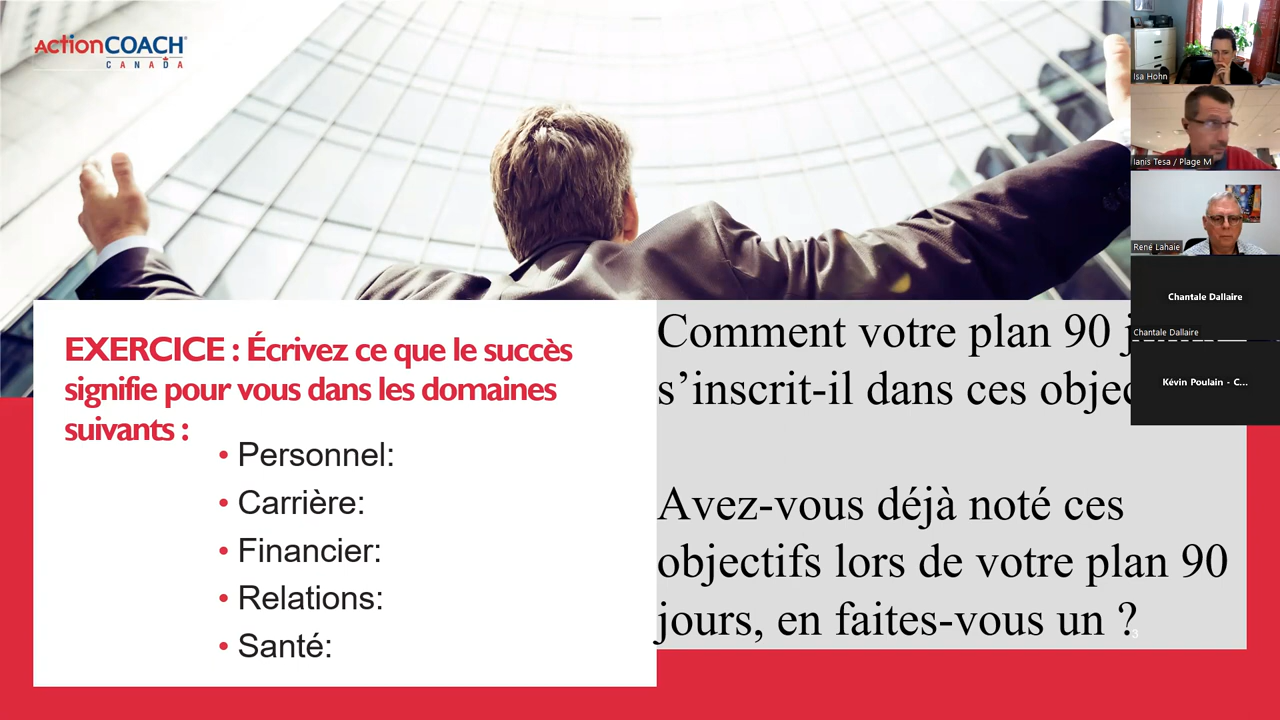 ActionCOACH
CANADA
EXERCICE : Écrivez ce que le succès
signifie pour vous dans les domaines
suivants :
• Personnel:
• Carrière:
• Financier:
• Relations:
• Santé:
Comment votre plan 90
s’inscrit-il dans ces
Avez-vous déjà noté ces
objectifs lors de votre plan 90
jours, en faites-vous un ?
3
Isa Hohn
Ianis Tesa / Plage M
René Lahaie
Chantale Dallaire
Chantale Dallaire
Kévin Poulain - C...